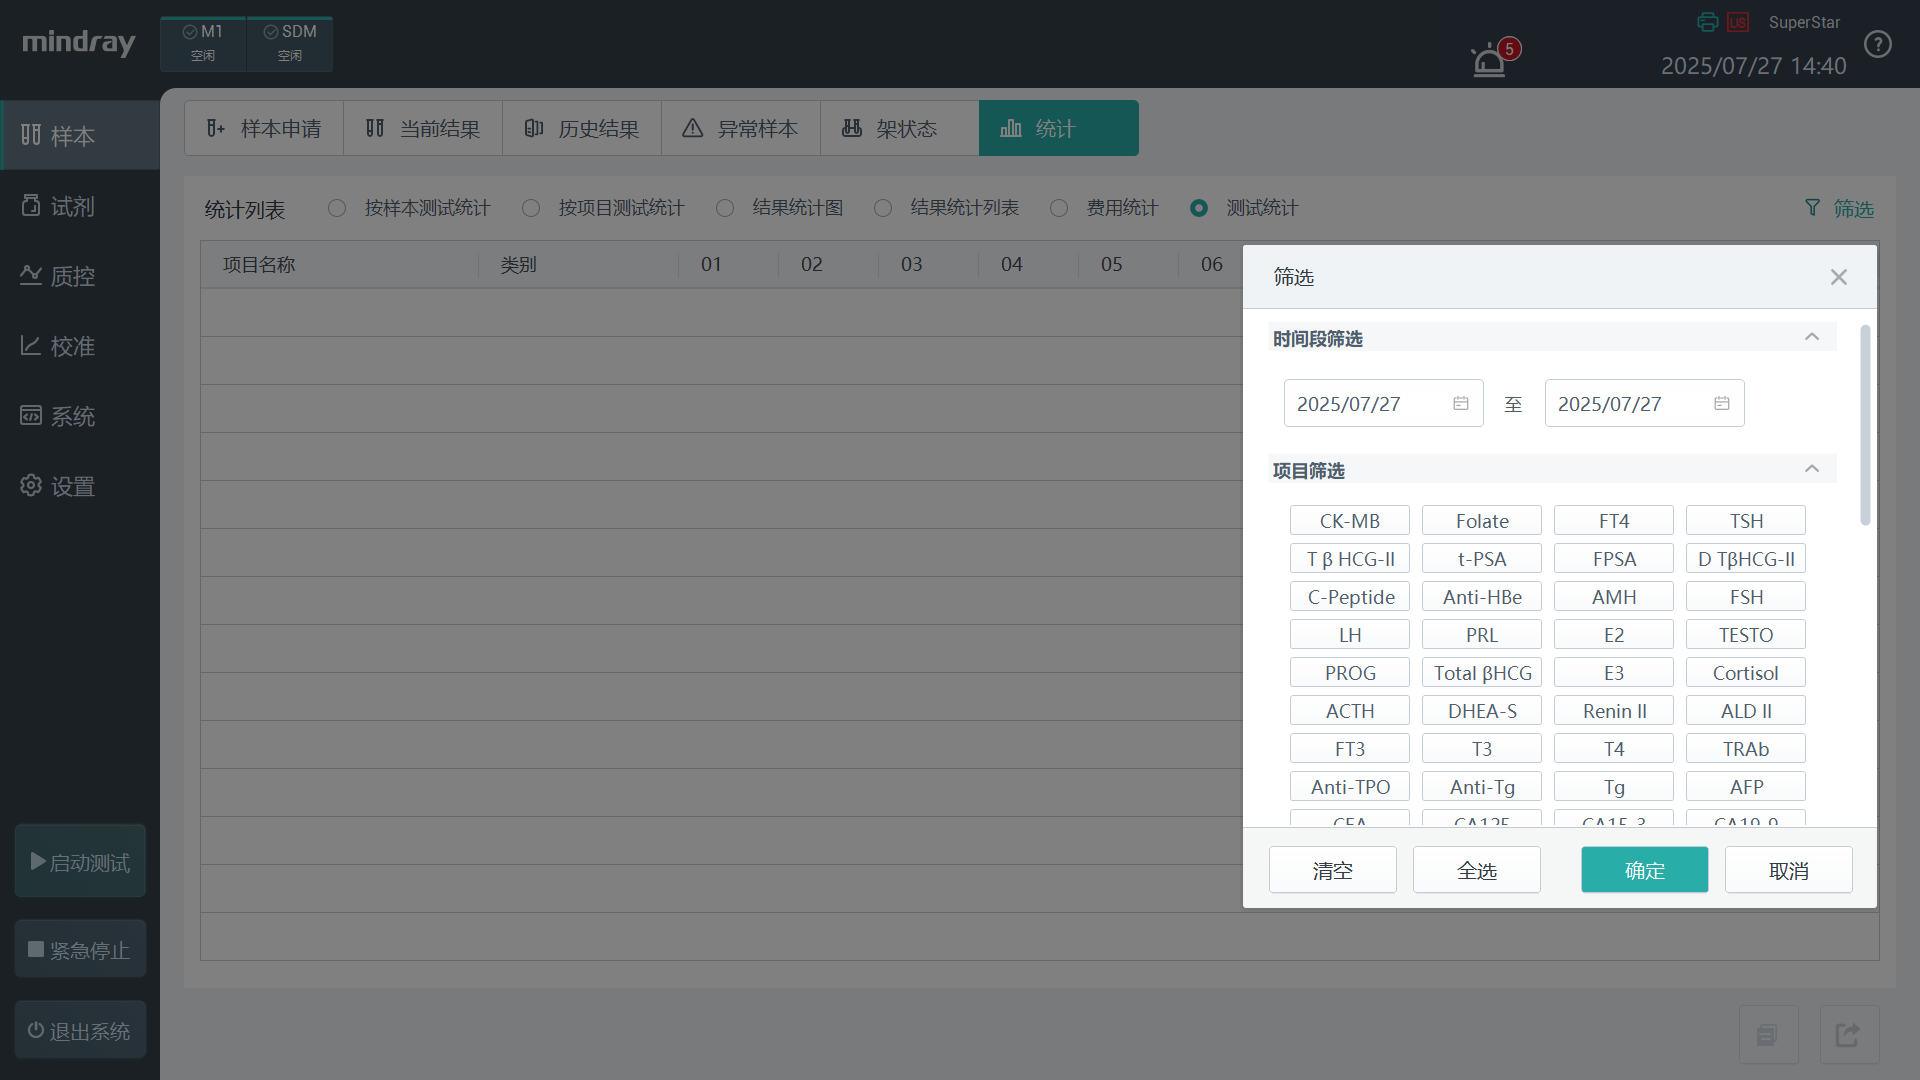 mindray
M1
空闲
SDM
空闲
5
LIS
SuperStar
2025/07/27 14:40
样本
试剂
质控
校准
系统
设置
启动测试
紧急停止
退出系统
样本申请
当前结果
历史结果
异常样本
架状态
统计
统计列表
按样本测试统计
按项目测试统计
结果统计图
结果统计列表
费用统计
测试统计
筛选
项目名称 类别 01 02 03 04 05 06
筛选
时间段筛选
2025/07/27 至 2025/07/27
项目筛选
CK-MB Folate FT4 TSH
T β HCG-II t-PSA FPSA D TβHCG-II
C-Peptide Anti-HBe AMH FSH
LH PRL E2 TESTO
PROG Total βHCG E3 Cortisol
ACTH DHEA-S Renin II ALD II
FT3 T3 T4 TRAb
Anti-TPO Anti-Tg Tg AFP
CEA CA125 CA15-3 CA19-9
清空 全选 确定 取消